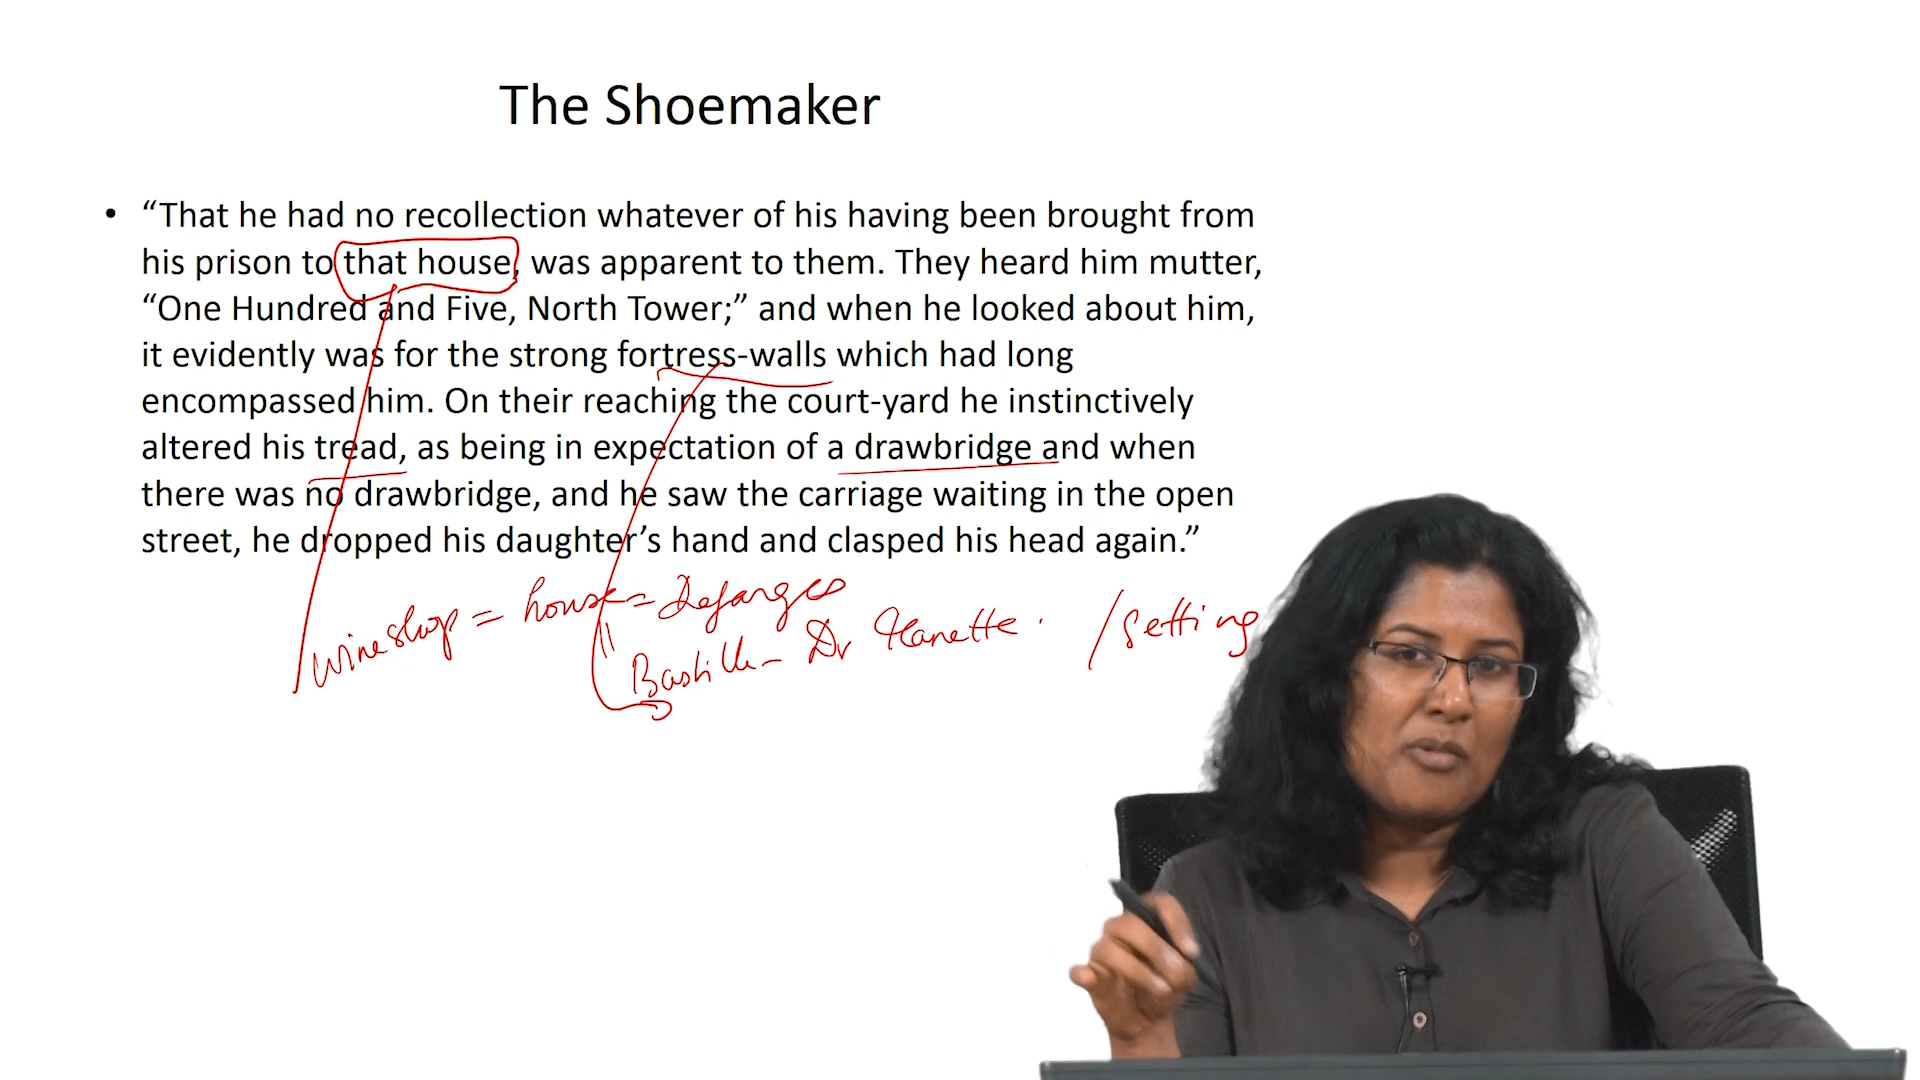 The Shoemaker
• “That he had no recollection whatever of his having been brought from
his prison to that house, was apparent to them. They heard him mutter,
“One Hundred and Five, North Tower;” and when he looked about him,
it evidently was for the strong fortress-walls which had long
encompassed him. On their reaching the court-yard he instinctively
altered his tread, as being in expectation of a drawbridge and when
there was no drawbridge, and he saw the carriage waiting in the open
street, he dropped his daughter’s hand and clasped his head again.”
wineshop = house = Defarges
Bastille - Dr Manette. / Setting